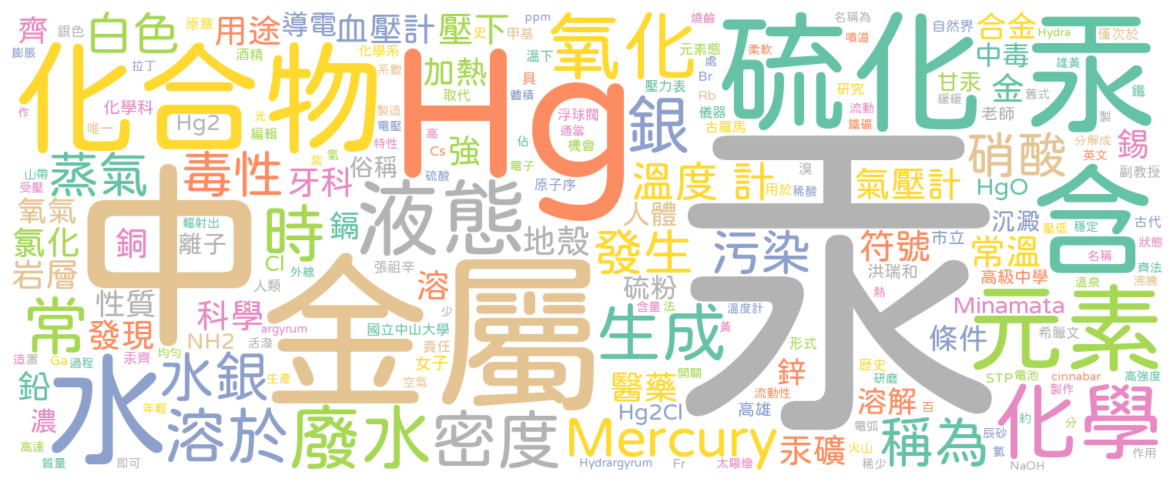 齊
白色
原意
用途
導電
血壓計
壓下
史
ppm
甲基
氧化
元素態
燒鹼
名稱為
自然界
合金
Hydra
僅次於
銀色
膨脹
拉丁
酒精
化學系
係數
加熱
取代
溫下
具
體積
處
壓力表
柔軟
噴道
雄黃
中毒
化合物
Hg
銀
硫化汞
Br
Rb
儀器
研究
流動
鐵礦
古羅馬
甘汞
金
緩緩
舊式
老師
鐵
製
作
化學科
唯一
Hg2
光
編輯
製造
電壓
特性
高
強
Cs
佔
電子
浮球閥
通當
機會
分解成
英文
錫
副教授
山帶
受壓
蒸氣
毒性
紫
氧
牙科
俗稱
硫酸
原子序
溫度 計
溴
用於
稀酸
氣壓計
硝酸
HgO
沉澱
穩定
古代
氧氣
氯化
岩層
中
銅
輻射出
離子
時
鎘
液態
地殼
人體
發生
汞
污染
符號
市立
常溫
壓低
含
名稱
狀態
齊法
Cl
外線
張祖辛
人類
洪瑞和
高級中學
溫泉
沸騰
性質
常
發現
科學
NH2
argyrum
國立中山大學
活潑
金屬
溶
少
硫粉
含量
法
溫度計
熱
黃
Minamata
元素
希臘文
生成
形式
條件
造置
Ga
過程
汞齊
均勻
水銀
責任
女子
空氣
生產
開關
流動性
鋅
歷史
研磨
STP
電池
cinnabar
高強度
鉛
水
濃
年輕
高達
質量
即可
溶於
廢水
密度
醫藥
Hg2Cl
高雄
電弧
溶解
百
製作
約
分
化學
Mercury
汞礦
火山
稀少
稱為
辰砂
氯
NaOH
作用
Hydrargyrum
Fr
太陽燈